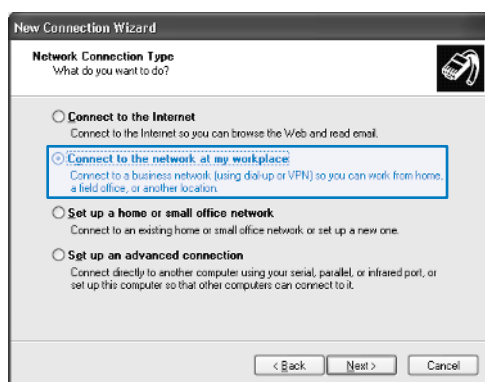 New Connection Wizard
Network Connection Type
What do you want to do?
Connect to the Internet
Connect to the Internet so you can browse the Web and read email.
Connect to the network at my workplace
Connect to a business network (using dial-up or VPN) so you can work from home,
a field office, or another location.
Set up a home or small office network
Connect to an existing home or small office network or set up a new one.
Set up an advanced connection
Connect directly to another computer using your serial, parallel, or infrared port, or
set up this computer so that other computers can connect to it.
< Back Next > Cancel